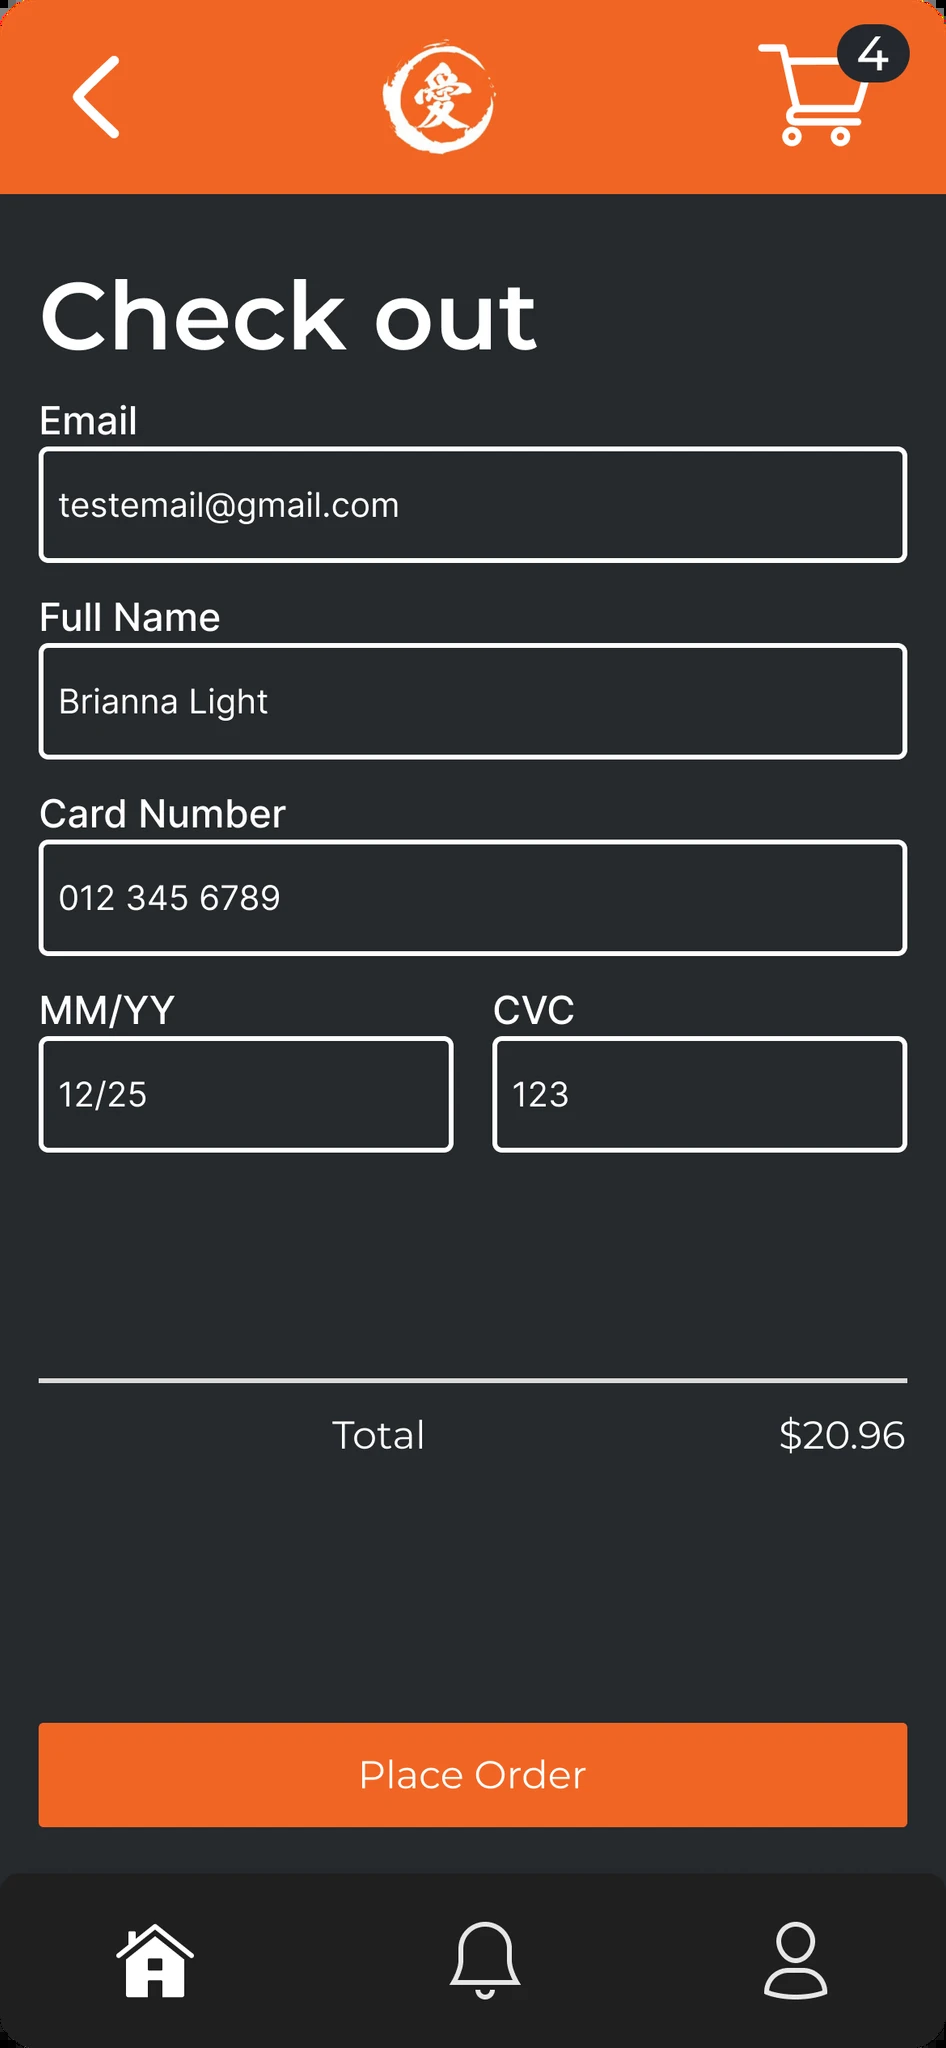 愛
4
Check out
Email
testemail@gmail.com
Full Name
Brianna Light
Card Number
012 345 6789
MM/YY
CVC
12/25
123
Total
$20.96
Place Order